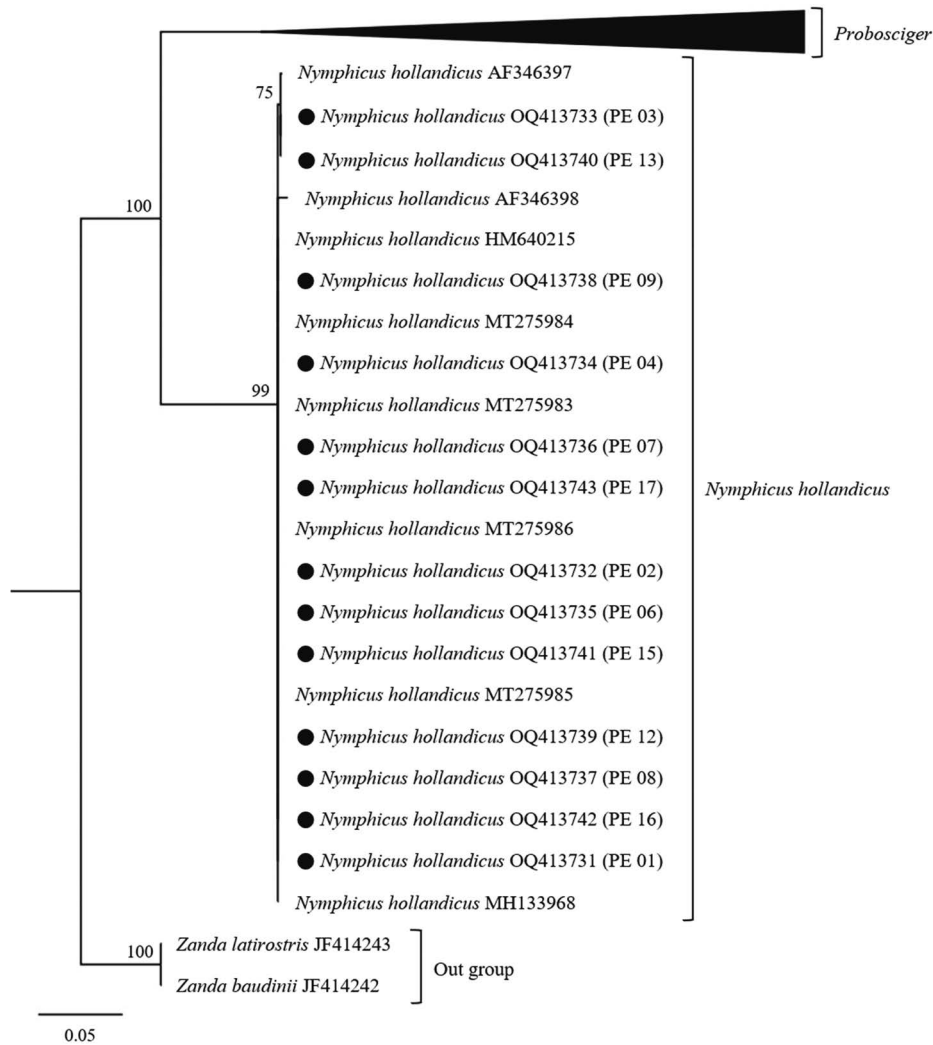 Probosciger
Nymphicus hollandicus AF346397
75
Nymphicus hollandicus OQ413733 (PE 03)
Nymphicus hollandicus OQ413740 (PE 13)
Nymphicus hollandicus AF346398
100
Nymphicus hollandicus HM640215
Nymphicus hollandicus OQ413738 (PE 09)
Nymphicus hollandicus MT275984
Nymphicus hollandicus OQ413734 (PE 04)
99
Nymphicus hollandicus MT275983
Nymphicus hollandicus OQ413736 (PE 07)
Nymphicus hollandicus OQ413743 (PE 17)
Nymphicus hollandicus
Nymphicus hollandicus MT275986
Nymphicus hollandicus OQ413732 (PE 02)
Nymphicus hollandicus OQ413735 (PE 06)
Nymphicus hollandicus OQ413741 (PE 15)
Nymphicus hollandicus MT275985
Nymphicus hollandicus OQ413739 (PE 12)
Nymphicus hollandicus OQ413737 (PE 08)
Nymphicus hollandicus OQ413742 (PE 16)
Nymphicus hollandicus OQ413731 (PE 01)
Nymphicus hollandicus MH133968
100
Zanda latirostris JF414243
Zanda baudinii JF414242
Out group
0.05